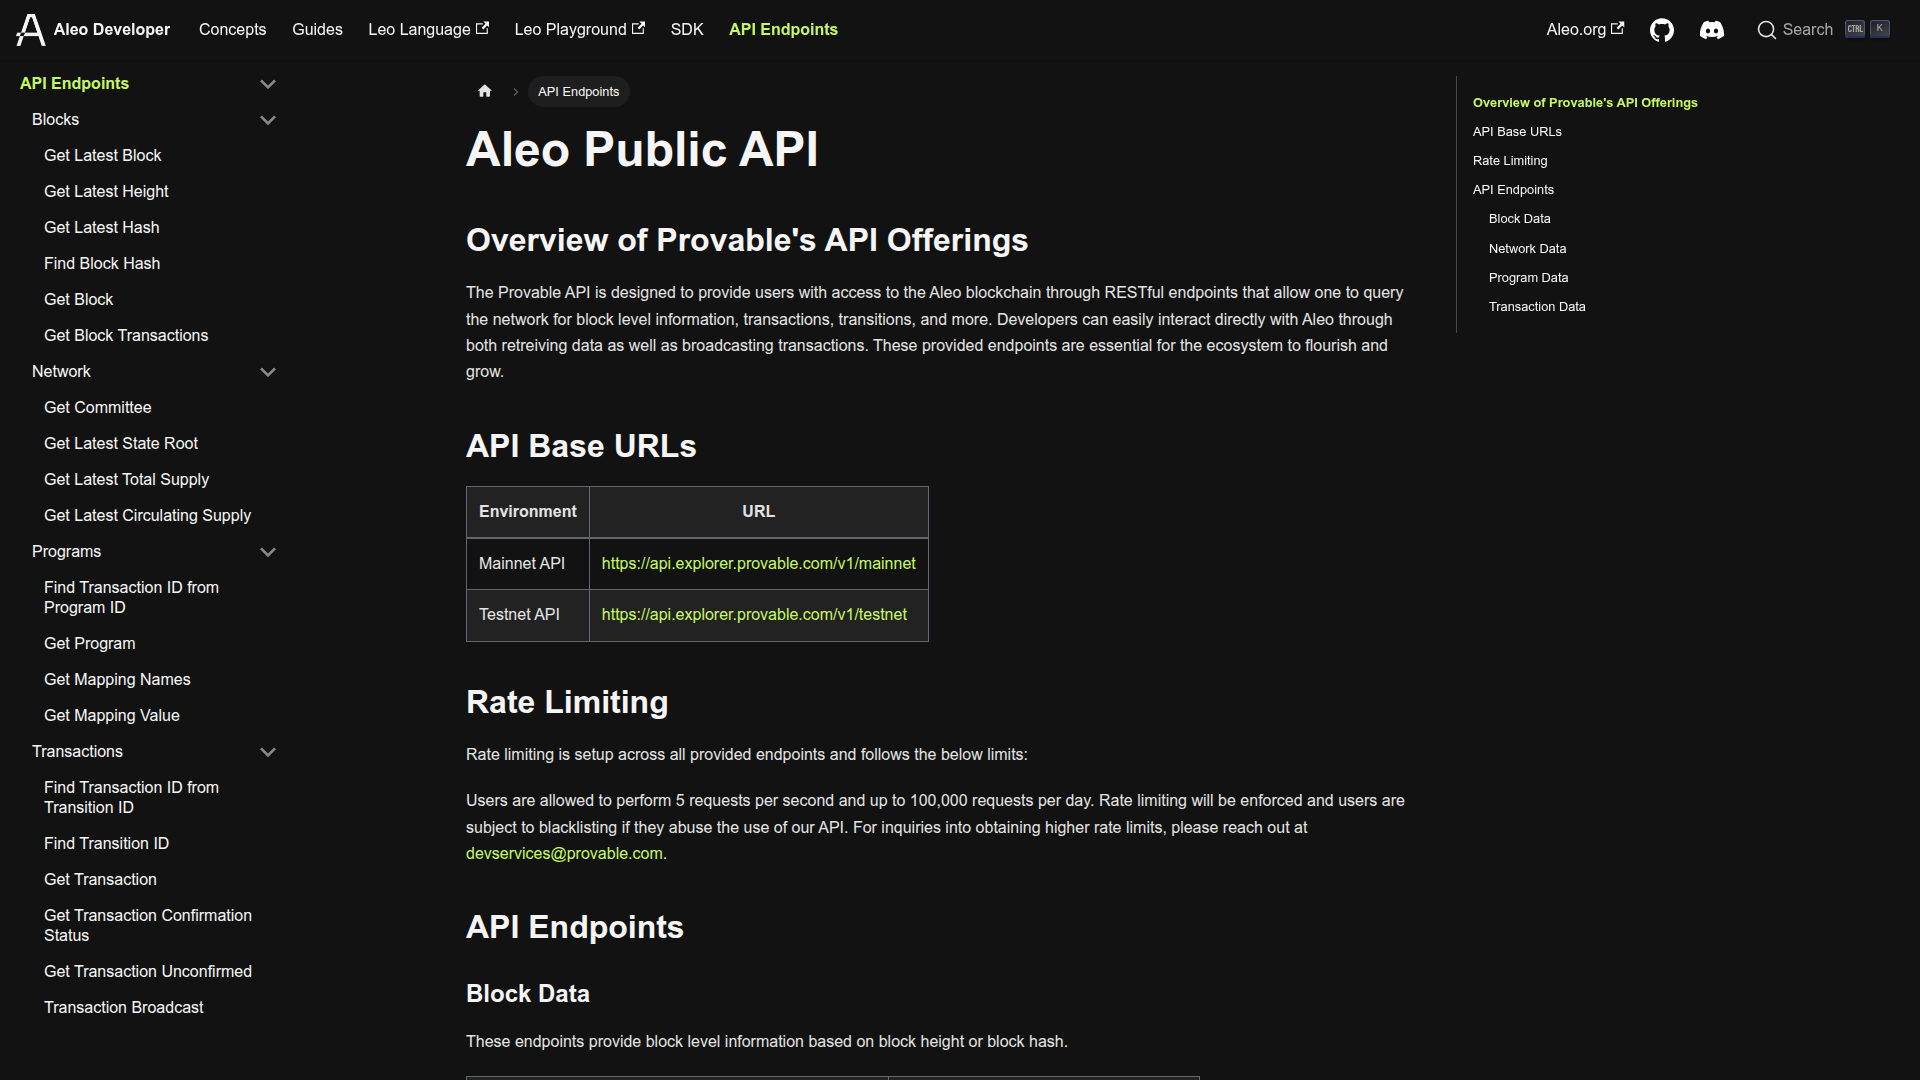 Aleo Developer
Concepts
Guides
Leo Language
Leo Playground
SDK
API Endpoints
Aleo.org
Search
CTRL
K
API Endpoints
Blocks
Get Latest Block
Get Latest Height
Get Latest Hash
Find Block Hash
Get Block
Get Block Transactions
Network
Get Committee
Get Latest State Root
Get Latest Total Supply
Get Latest Circulating Supply
Programs
Find Transaction ID from
Program ID
Get Program
Get Mapping Names
Get Mapping Value
Transactions
Find Transaction ID from
Transition ID
Find Transition ID
Get Transaction
Get Transaction Confirmation
Status
Get Transaction Unconfirmed
Transaction Broadcast
API Endpoints
Aleo Public API
Overview of Provable's API Offerings
The Provable API is designed to provide users with access to the Aleo blockchain through RESTful endpoints that allow one to query
the network for block level information, transactions, transitions, and more. Developers can easily interact directly with Aleo through
both retreiving data as well as broadcasting transactions. These provided endpoints are essential for the ecosystem to flourish and
grow.
API Base URLs
Environment URL
Mainnet API https://api.explorer.provable.com/v1/mainnet
Testnet API https://api.explorer.provable.com/v1/testnet
Rate Limiting
Rate limiting is setup across all provided endpoints and follows the below limits:
Users are allowed to perform 5 requests per second and up to 100,000 requests per day. Rate limiting will be enforced and users are
subject to blacklisting if they abuse the use of our API. For inquiries into obtaining higher rate limits, please reach out at
devservices@provable.com.
API Endpoints
Block Data
These endpoints provide block level information based on block height or block hash.
Overview of Provable's API Offerings
API Base URLs
Rate Limiting
API Endpoints
Block Data
Network Data
Program Data
Transaction Data